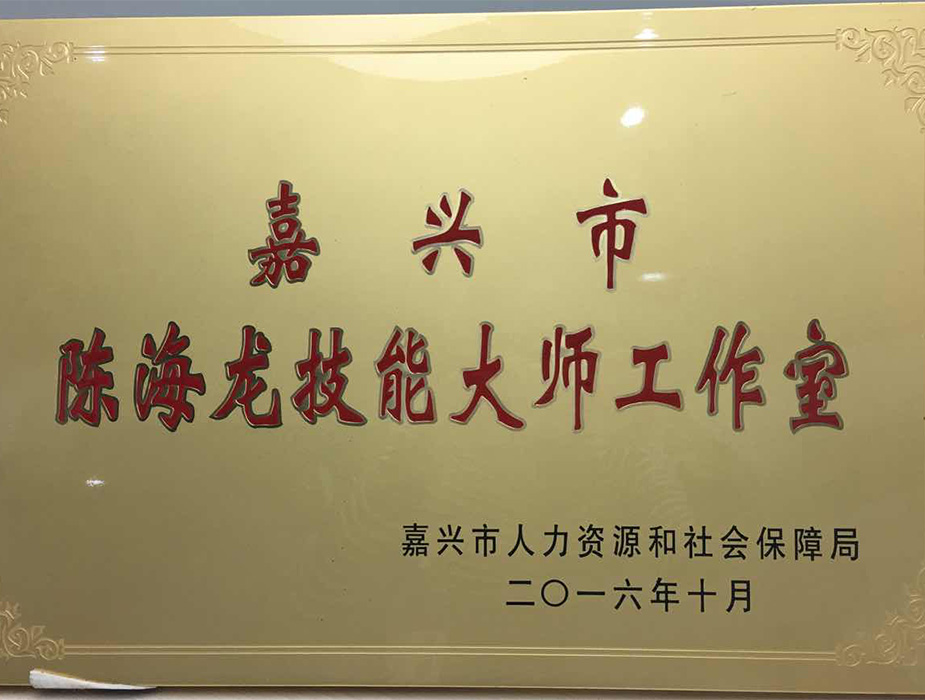 嘉兴市
陈海龙技能大师工作室
嘉兴市人力资源和社会保障局
二〇一六年十月